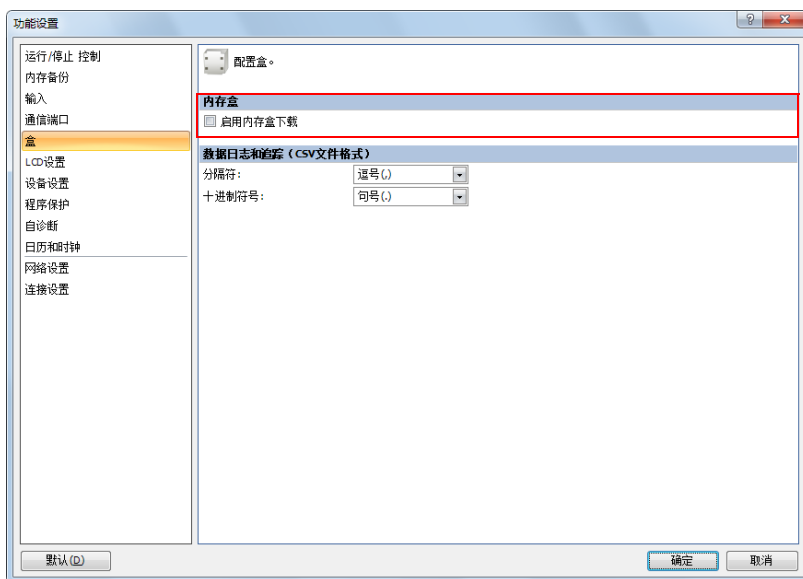 功能设置
运行/停止 控制
内存备份
输入
通信端口
盒
LCD设置
设备设置
程序保护
自诊断
日历和时钟
网络设置
连接设置
配置盒。
内存盒
启用内存盒下载
数据日志和追踪（CSV文件格式）
分隔符： 逗号(,)
十进制符号： 句号(.)
默认(D) 确定 取消